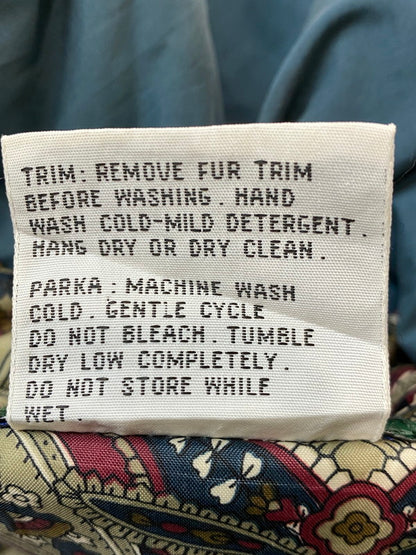 TRIM: REMOVE FUR TRIM
BEFORE WASHING. HAND
WASH COLD-MILD DETERGENT.
HANG DRY OR DRY CLEAN.
PARKA: MACHINE WASH
COLD. GENTLE CYCLE
DO NOT BLEACH. TUMBLE
DRY LOW COMPLETELY.
DO NOT STORE WHILE
WET.